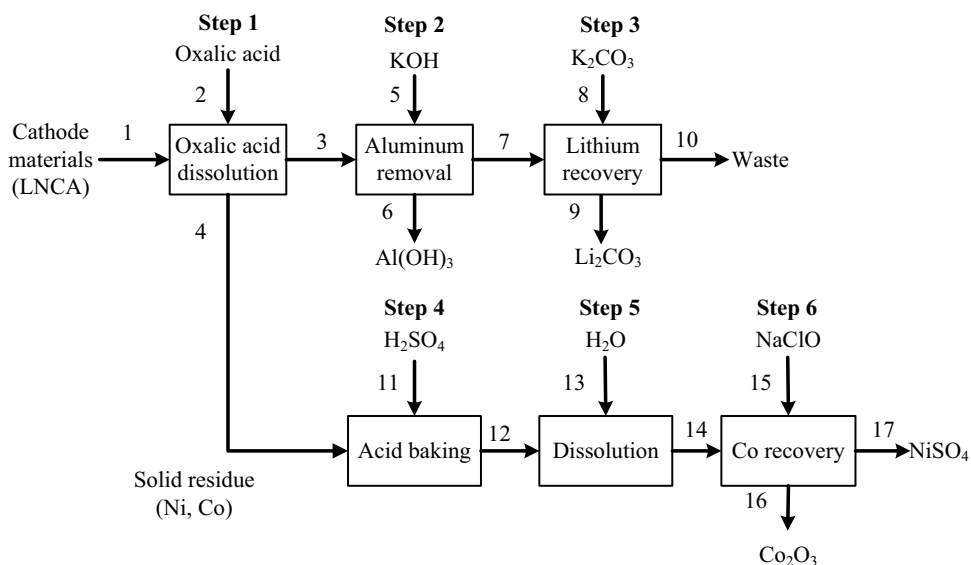 Step 1
Oxalic acid
2
Step 2
KOH
5
Step 3
K₂CO₃
8
Cathode
materials
(LNCA)
1
Oxalic acid
dissolution
3
Aluminum
removal
7
Lithium
recovery
10
Waste
4
6
Al(OH)₃
9
Li₂CO₃
Step 4
H₂SO₄
11
Step 5
H₂O
13
Step 6
NaClO
15
Solid residue
(Ni, Co)
Acid baking
12
Dissolution
14
Co recovery
17
NiSO₄
16
Co₂O₃